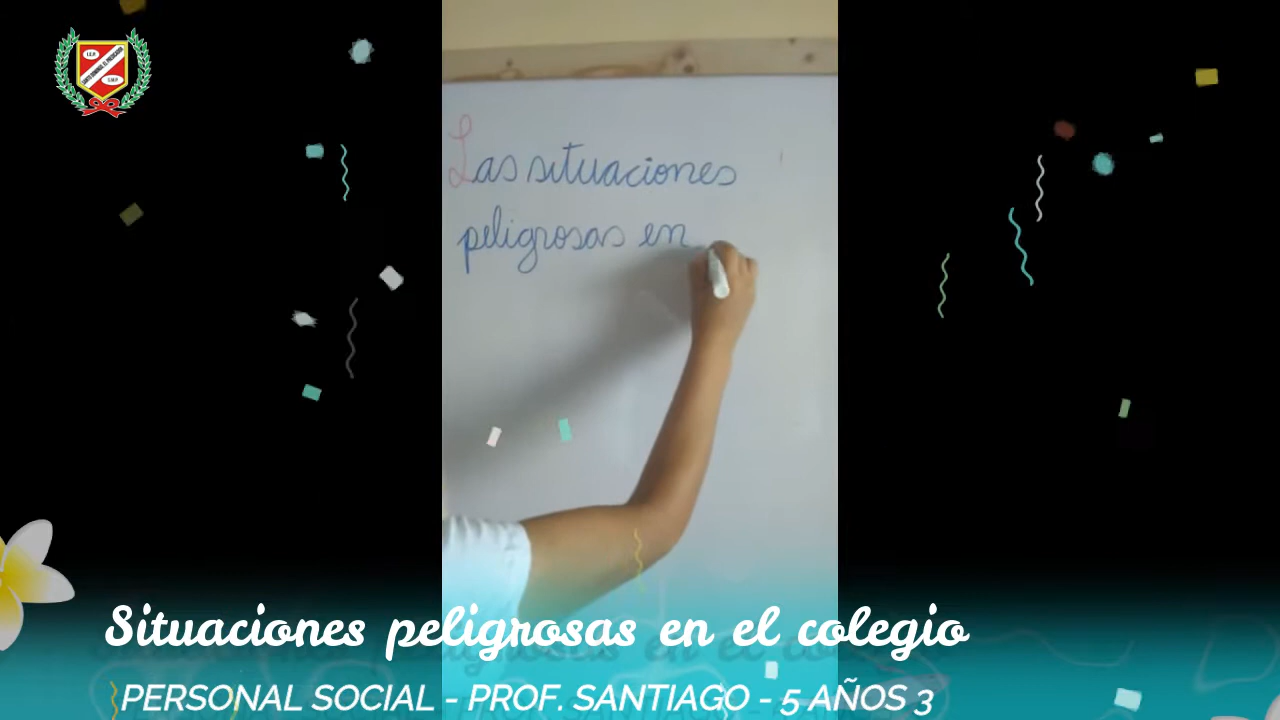 Las situaciones
peligrosas en
Situaciones peligrosas en el colegio
PERSONAL SOCIAL - PROF. SANTIAGO - 5 AÑOS 3